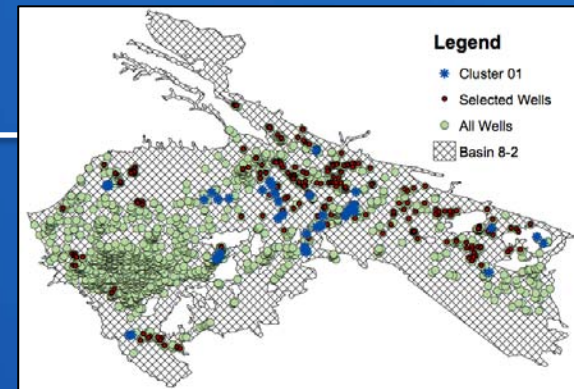 Legend
Cluster 01
Selected Wells
All Wells
Basin 8-2